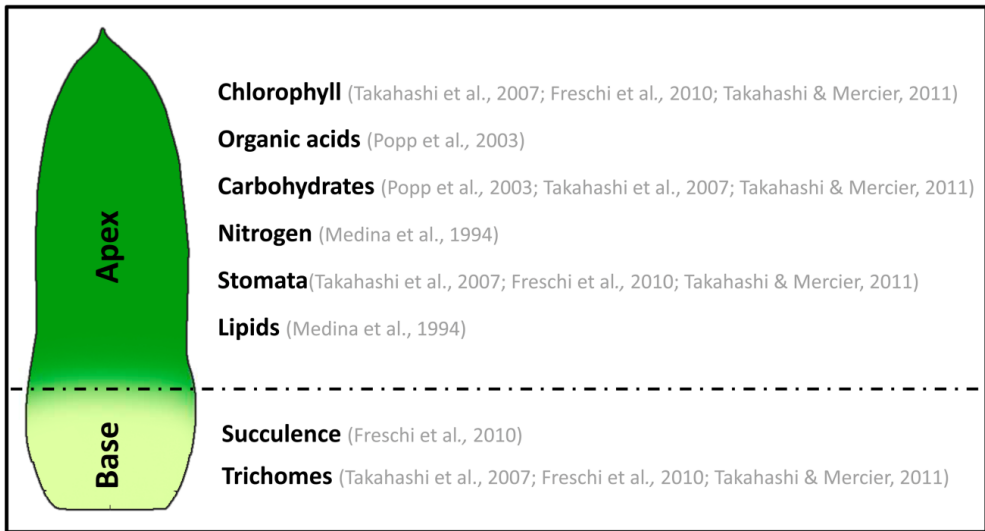 Apex
Chlorophyll (Takahashi et al., 2007; Freschi et al., 2010; Takahashi & Mercier, 2011)
Organic acids (Popp et al., 2003)
Carbohydrates (Popp et al., 2003; Takahashi et al., 2007; Takahashi & Mercier, 2011)
Nitrogen (Medina et al., 1994)
Stomata(Takahashi et al., 2007; Freschi et al., 2010; Takahashi & Mercier, 2011)
Lipids (Medina et al., 1994)
Base
Succulence (Freschi et al., 2010)
Trichomes (Takahashi et al., 2007; Freschi et al., 2010; Takahashi & Mercier, 2011)